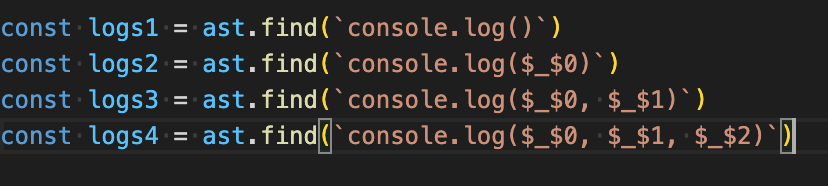 const logs1 = ast.find(`console.log()`)
const logs2 = ast.find(`console.log($_$0)`)
const logs3 = ast.find(`console.log($_$0, $_$1)`)
const logs4 = ast.find(`console.log($_$0, $_$1, $_$2)`)